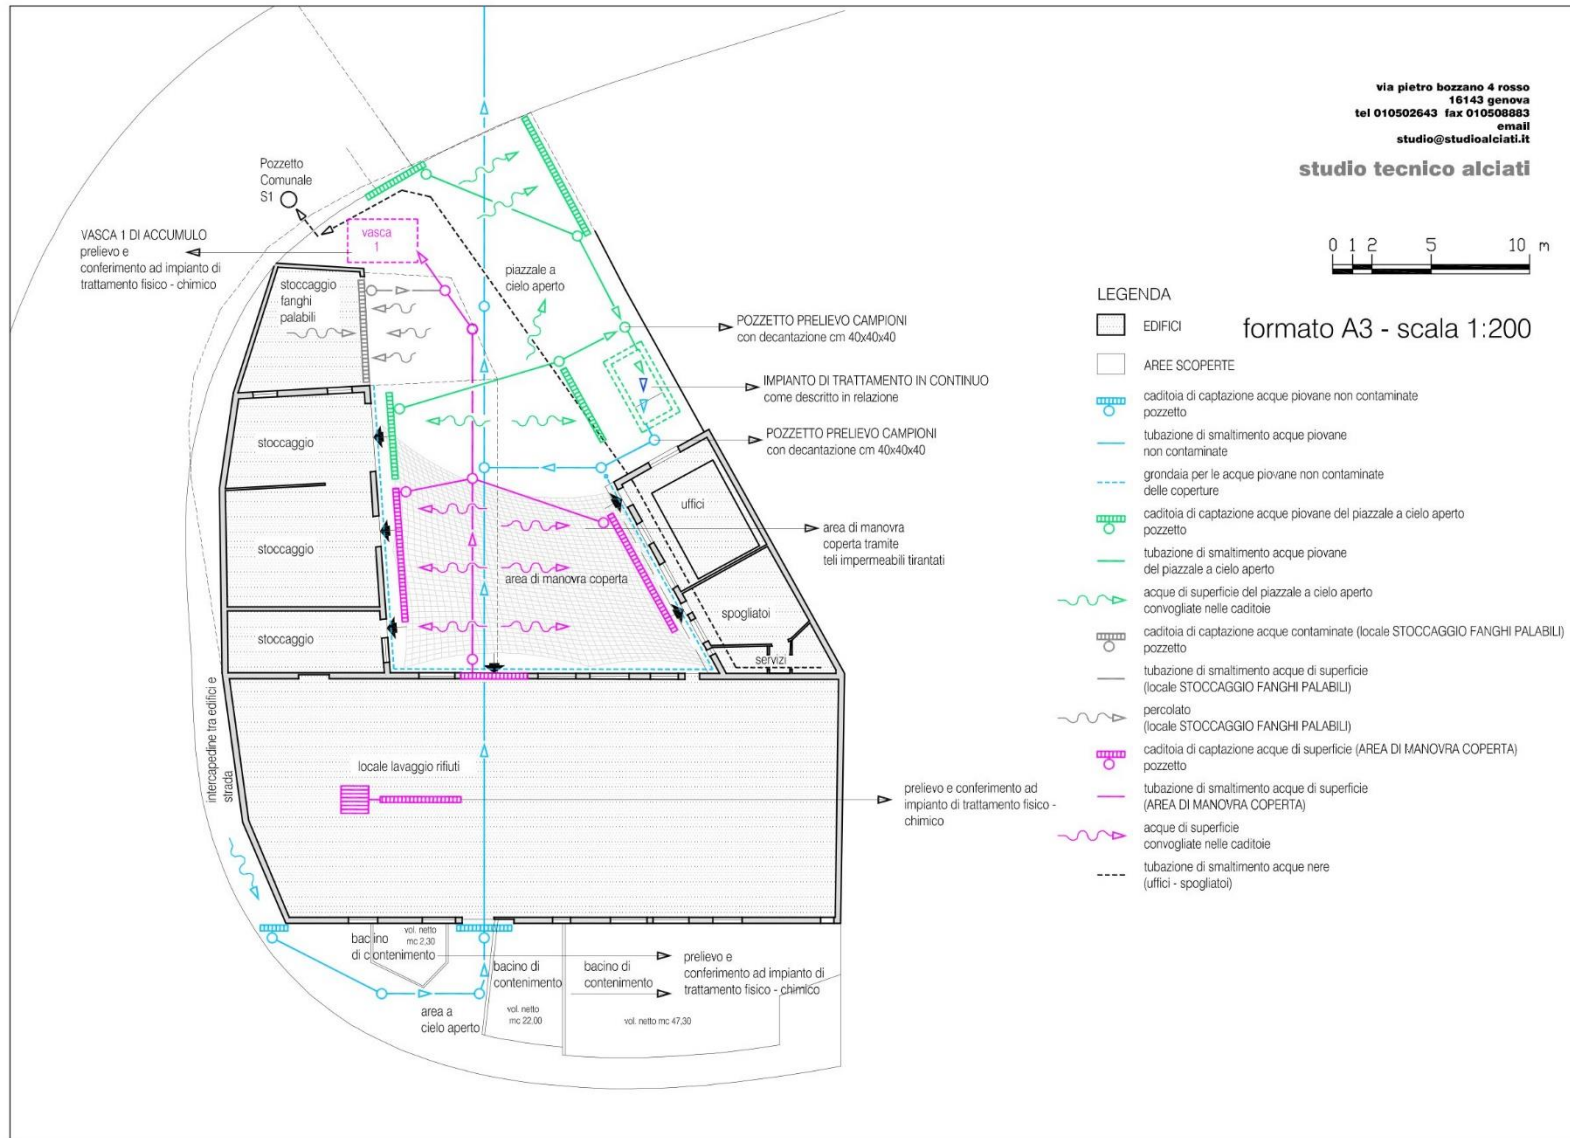 via pietro bozzano 4 rosso
16143 genova
tel 010502643 fax 010508883
email
studio@studioalciati.it
studio tecnico alciati
0 1 2 5 10 m
LEGENDA
EDIFICI
formato A3 - scala 1:200
AREE SCOPERTE
caditoia di captazione acque piovane non contaminate
pozzetto
tubazione di smaltimento acque piovane
non contaminate
grondaia per le acque piovane non contaminate
delle coperture
caditoia di captazione acque piovane del piazzale a cielo aperto
pozzetto
tubazione di smaltimento acque piovane
del piazzale a cielo aperto
acque di superficie del piazzale a cielo aperto
convogliate nelle caditoie
caditoia di captazione acque contaminate (locale STOCCAGGIO FANGHI PALABILI)
pozzetto
tubazione di smaltimento acque di superficie
(locale STOCCAGGIO FANGHI PALABILI)
percolato
(locale STOCCAGGIO FANGHI PALABILI)
caditoia di captazione acque di superficie (AREA DI MANOVRA COPERTA)
pozzetto
tubazione di smaltimento acque di superficie
(AREA DI MANOVRA COPERTA)
acque di superficie
convogliate nelle caditoie
tubazione di smaltimento acque nere
(uffici - spogliatoi)
Pozzetto
Comunale
S1
VASCA 1 DI ACCUMULO
prelievo e
conferimento ad impianto di
trattamento fisico - chimico
vasca
1
stoccaggio
fanghi
palabili
piazzale a
cielo aperto
POZZETTO PRELIEVO CAMPIONI
con decantazione cm 40x40x40
IMPIANTO DI TRATTAMENTO IN CONTINUO
come descritto in relazione
POZZETTO PRELIEVO CAMPIONI
con decantazione cm 40x40x40
stoccaggio
uffici
area di manovra
coperta tramite
teli impermeabili tirantati
stoccaggio
area di manovra coperta
spogliatoi
stoccaggio
servizi
intercapedine tra edifici e
strada
locale lavaggio rifiuti
prelievo e conferimento ad
impianto di trattamento fisico -
chimico
bacino
di contenimento
vol. netto
mc 2,30
bacino di
contenimento
bacino di
contenimento
prelievo e
conferimento ad impianto di
trattamento fisico - chimico
area a
cielo aperto
vol. netto
mc 22,00
vol. netto mc 47,30